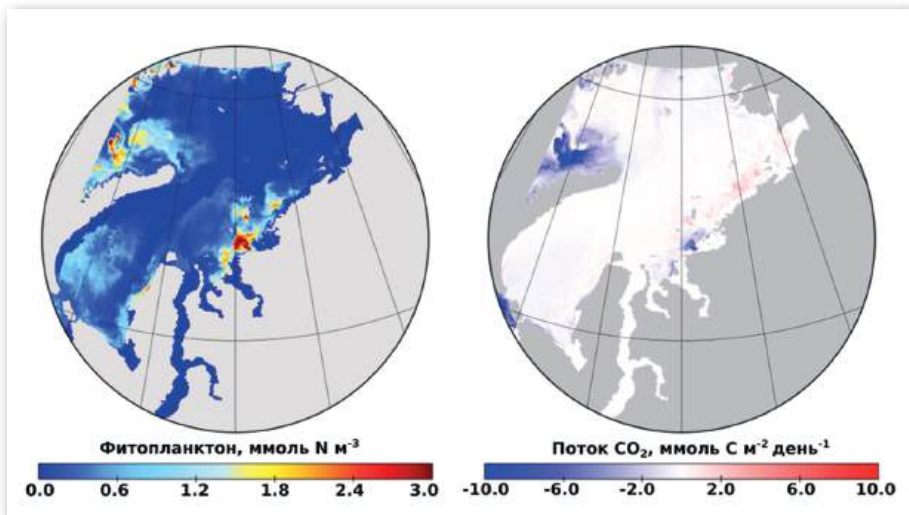 Фитопланктон, ммоль N м⁻³
0.0 0.6 1.2 1.8 2.4 3.0
Поток CO₂, ммоль C м⁻² день⁻¹
-10.0 -6.0 -2.0 2.0 6.0 10.0